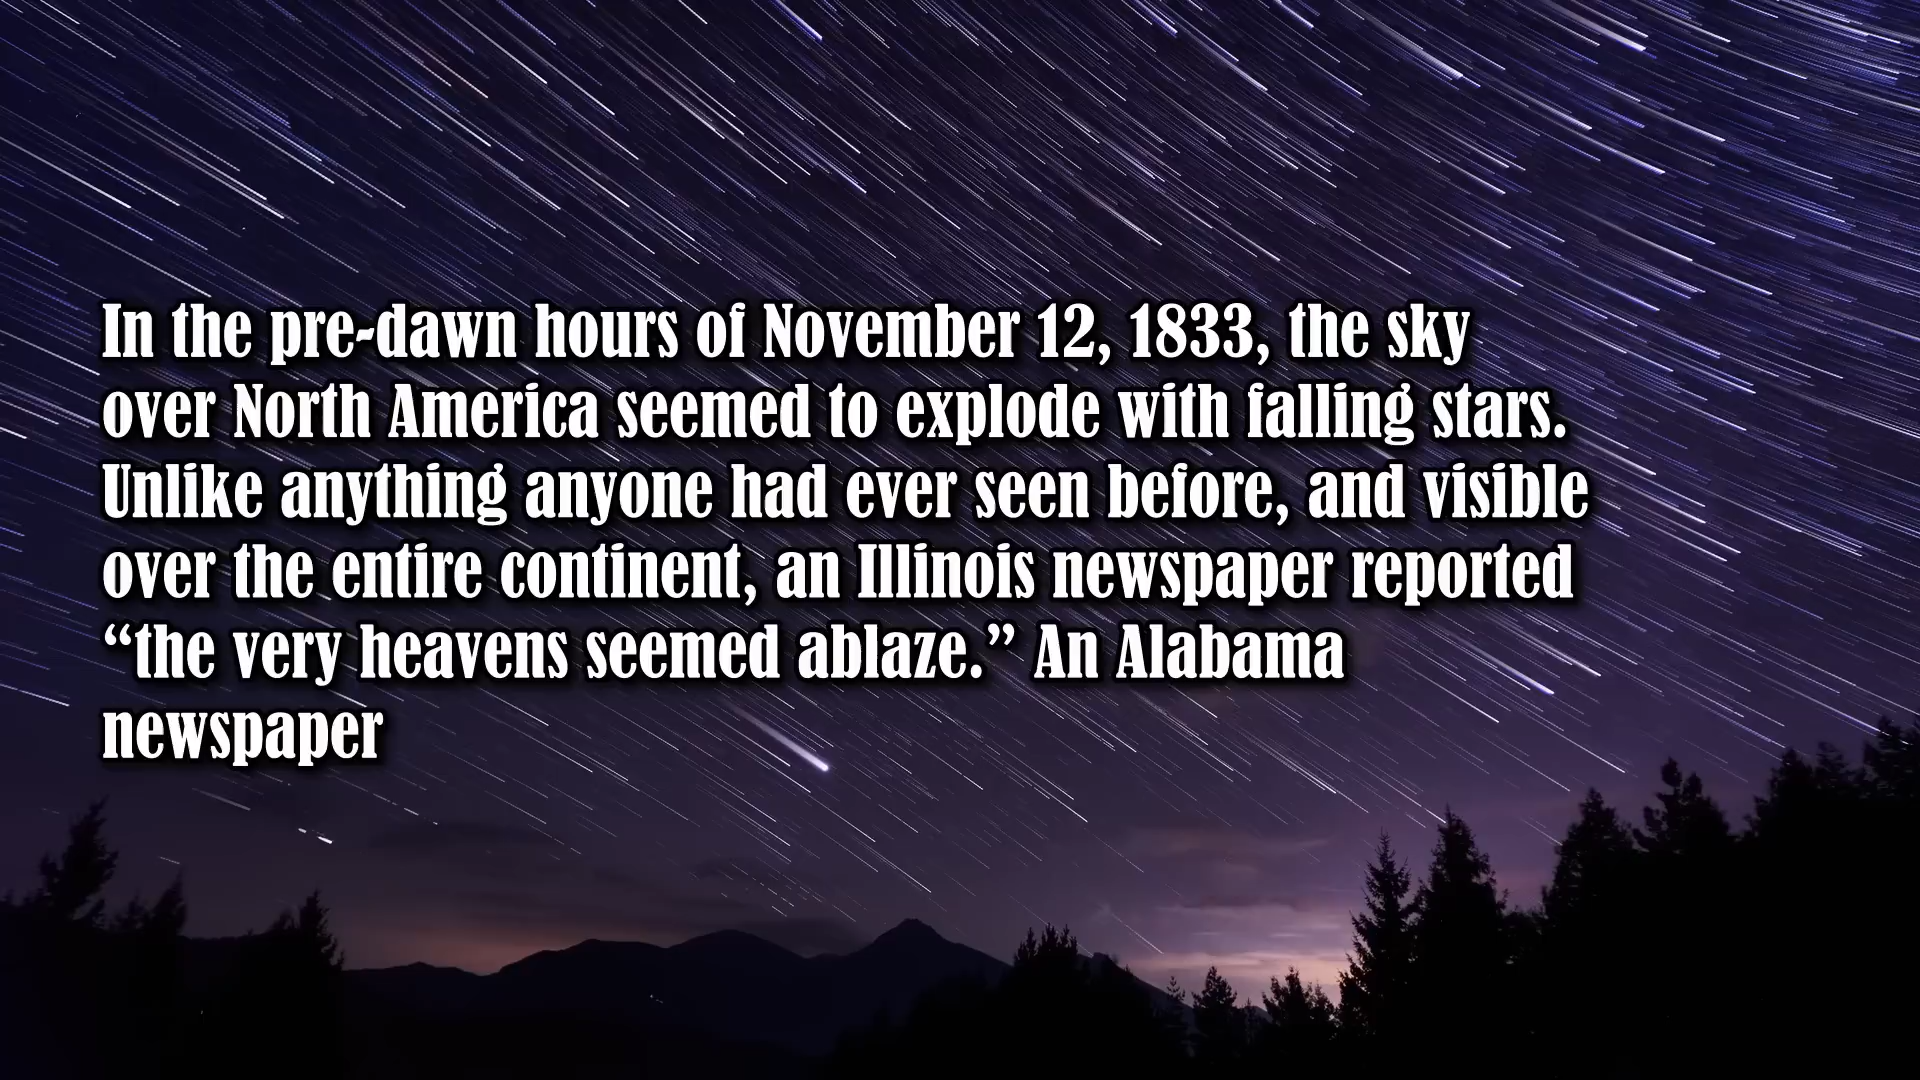 In the pre-dawn hours of November 12, 1833, the sky
over North America seemed to explode with falling stars.
Unlike anything anyone had ever seen before, and visible
over the entire continent, an Illinois newspaper reported
“the very heavens seemed ablaze.” An Alabama
newspaper